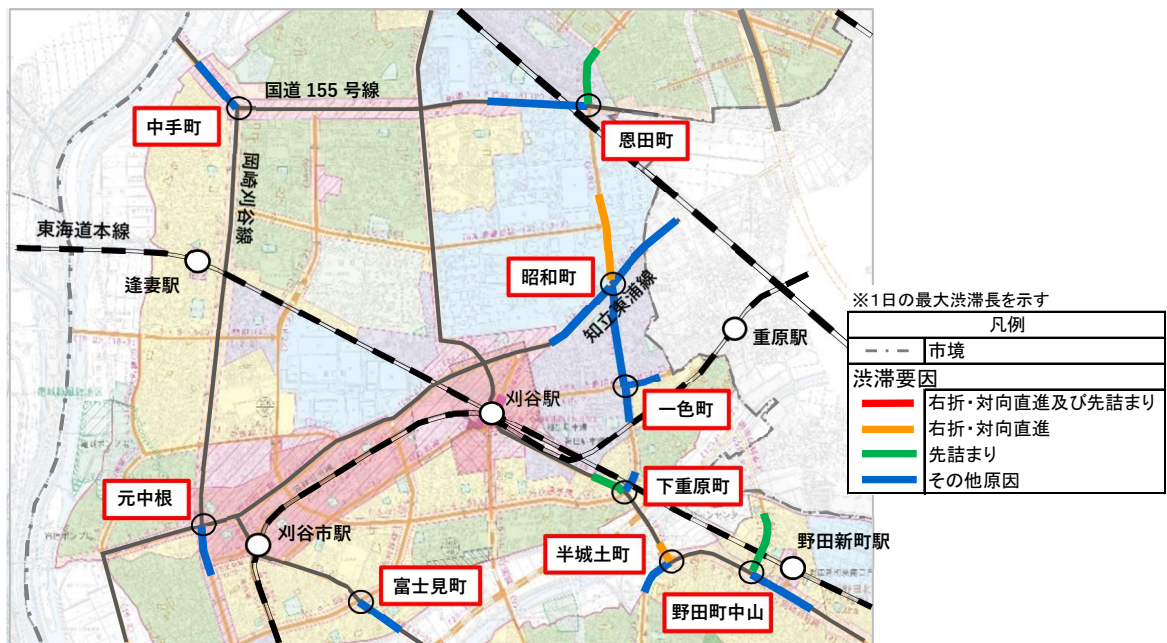 国道 155 号線
中手町
恩田町
岡崎刈谷線
東海道本線
逢妻駅
昭和町
知立東浦線
重原駅
刈谷駅
一色町
元中根
刈谷市駅
下重原町
半城土町
野田新町駅
富士見町
野田町中山
※1日の最大渋滞長を示す
凡例
市境
渋滞要因
右折・対向直進及び先詰まり
右折・対向直進
先詰まり
その他原因